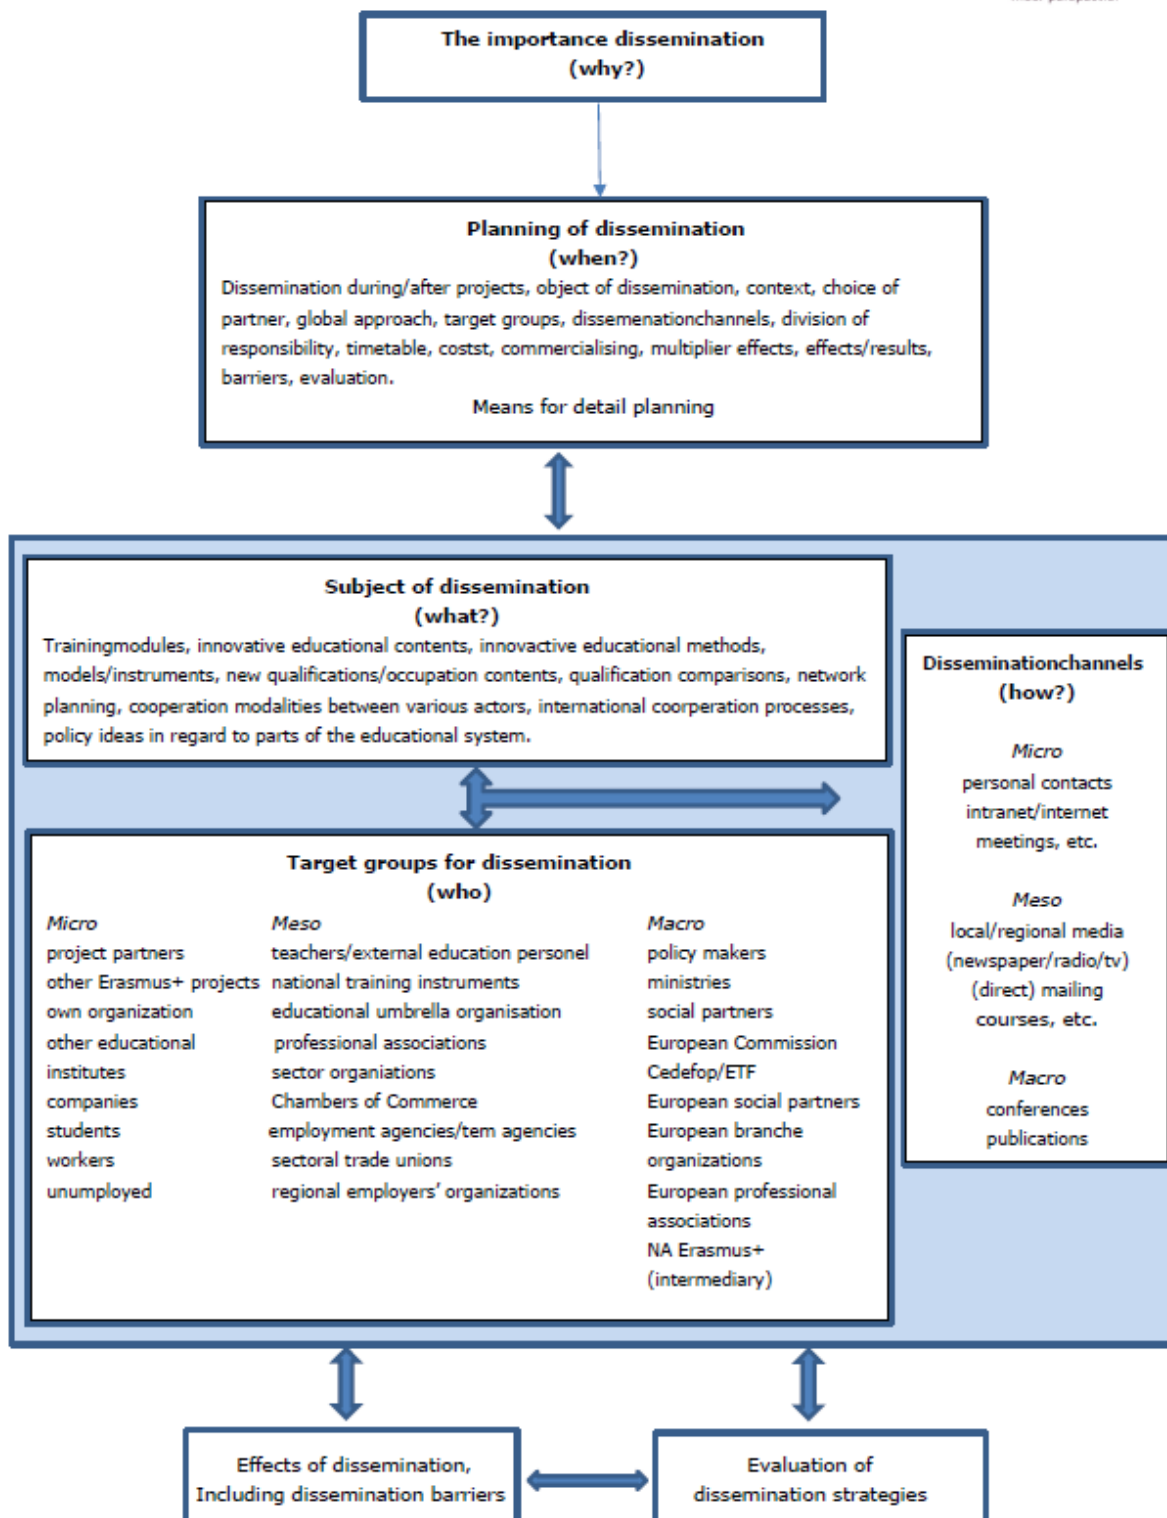 The importance dissemination
(why?)
Planning of dissemination
(when?)
Dissemination during/after projects, object of dissemination, context, choice of
partner, global approach, target groups, dissemenationchannels, division of
responsibility, timetable, costst, commercialising, multiplier effects, effects/results,
barriers, evaluation.
Means for detail planning
Subject of dissemination
(what?)
Trainingmodules, innovative educational contents, innovactive educational methods,
models/instruments, new qualifications/occupation contents, qualification comparisons, network
planning, cooperation modalities between various actors, international coorperation processes,
policy ideas in regard to parts of the educational system.
Target groups for dissemination
(who)
Micro
project partners
other Erasmus+ projects
own organization
other educational
institutes
companies
students
workers
unumployed
Meso
teachers/external education personel
national training instruments
educational umbrella organisation
professional associations
sector organiations
Chambers of Commerce
employment agencies/tem agencies
sectoral trade unions
regional employers' organizations
Macro
policy makers
ministries
social partners
European Commission
Cedefop/ETF
European social partners
European branche
organizations
European professional
associations
NA Erasmus+
(intermediary)
Disseminationchannels
(how?)
Micro
personal contacts
intranet/internet
meetings, etc.
Meso
local/regional media
(newspaper/radio/tv)
(direct) mailing
courses, etc.
Macro
conferences
publications
Effects of dissemination,
Including dissemination barriers
Evaluation of
dissemination strategies